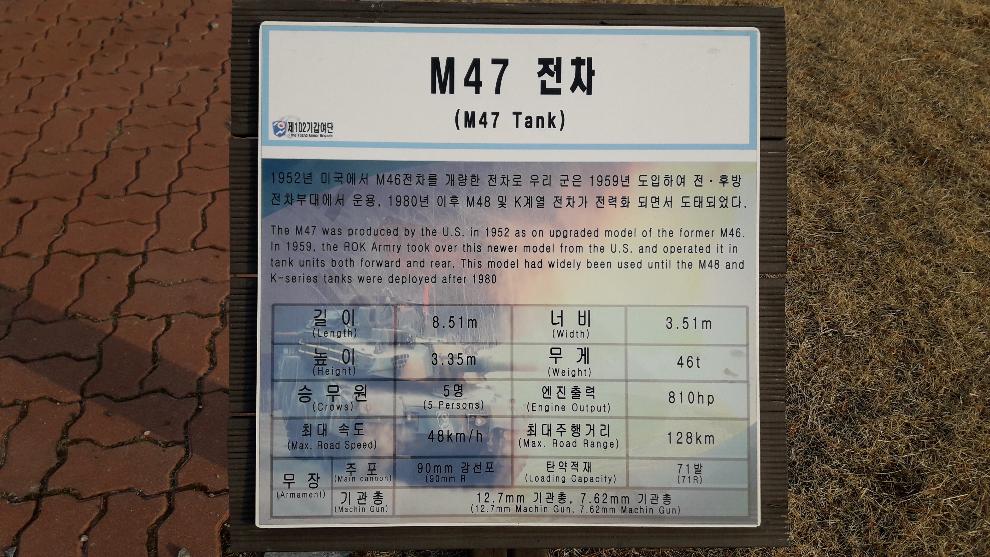 M47 전차
(M47 Tank)
제102기갑여단
1952년 미국에서 M46전차를 개량한 전차로 우리 군은 1959년 도입하여 전·후방
전차부대에서 운용, 1980년 이후 M48 및 K계열 전차가 전력화 되면서 도태되었다.
The M47 was produced by the U.S. in 1952 as on upgraded model of the former M46.
In 1959, the ROK Armry took over this newer model from the U.S. and operated it in
tank units both forward and rear. This model had widely been used until the M48 and
K-series tanks were deployed after 1980
길 이 8.51m 너 비 3.51m
(Length) (Width)
높 이 3.35m 무 게 46t
(Height) (Weight)
승 무 원 5명 엔진출력 810hp
(Crows) (5 Persons) (Engine Output)
최대 속도 48km/h 최대주행거리 128km
(Max. Road Speed) (Max. Road Range)
무 장 주 포 90mm 강선포 탄약적재 71발
(Armament) (Main cannon) (90mm R (Loading Capacity) (71R)
기관총 12.7mm 기관총, 7.62mm 기관총
(Machin Gun) (12.7mm Machin Gun, 7.62mm Machin Gun)